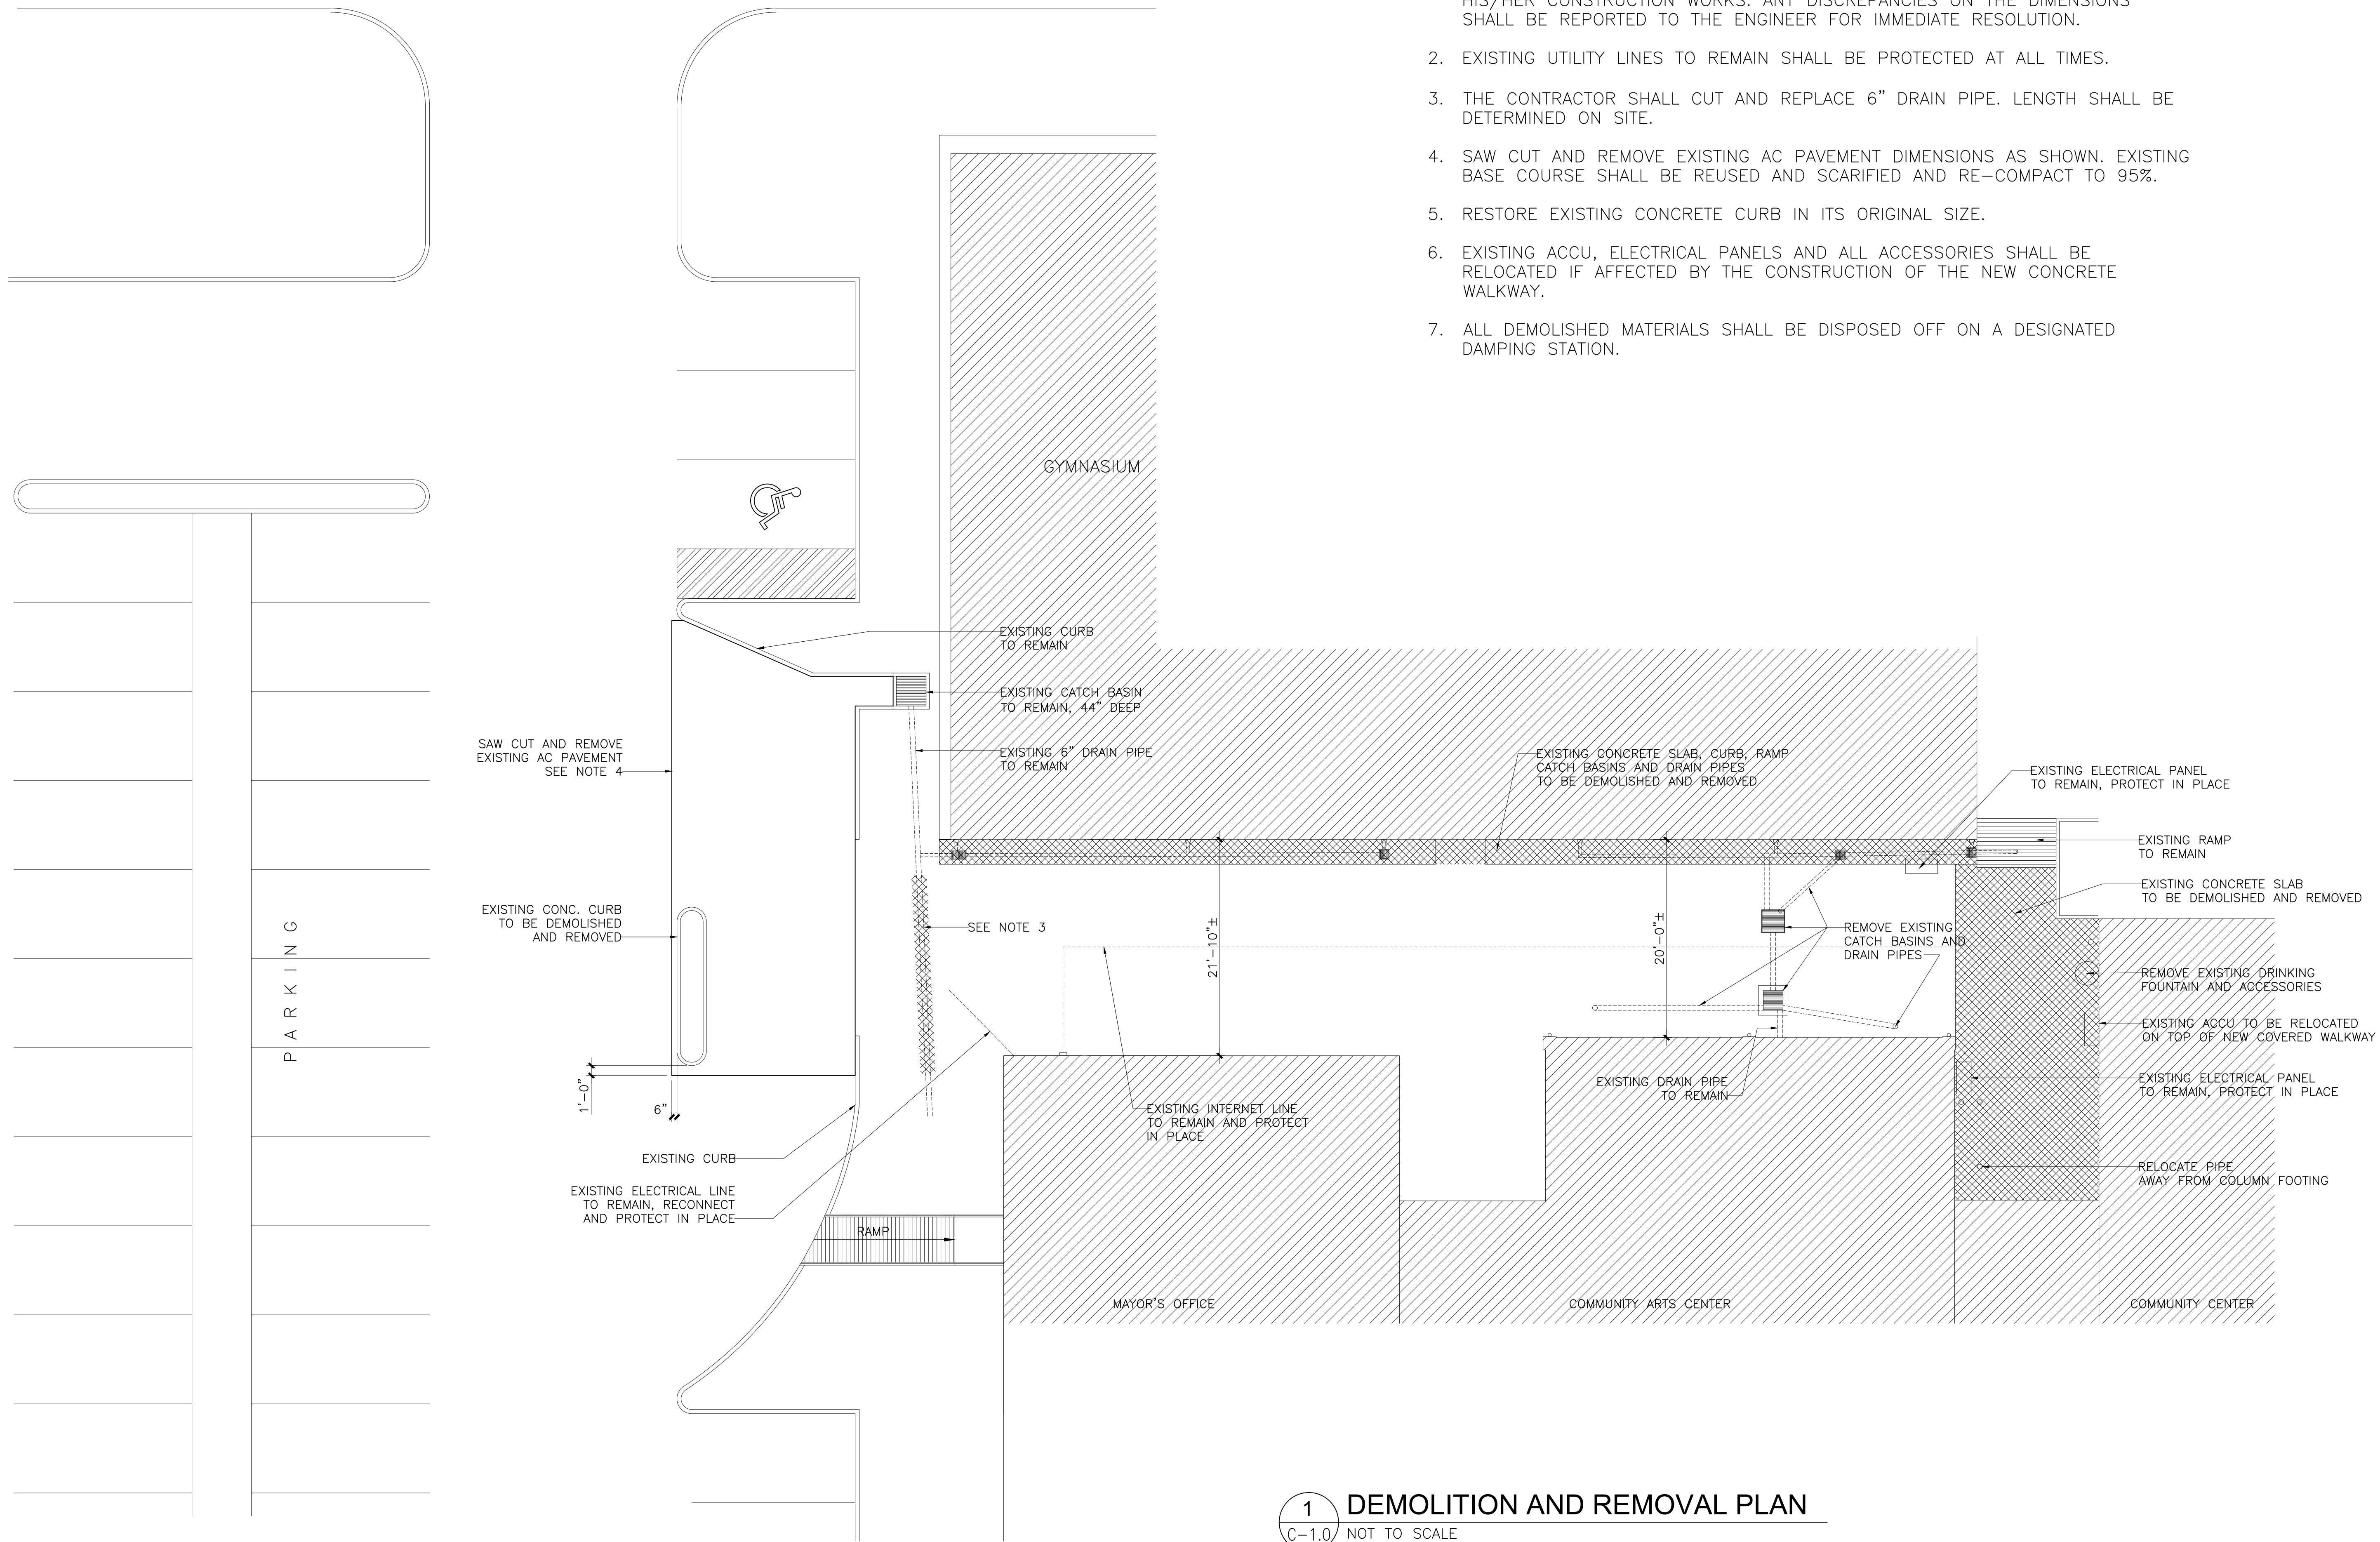 HIS/HER CONSTRUCTION WORKS. ANY DISCREPANCIES ON THE DIMENSIONS
SHALL BE REPORTED TO THE ENGINEER FOR IMMEDIATE RESOLUTION.
2. EXISTING UTILITY LINES TO REMAIN SHALL BE PROTECTED AT ALL TIMES.
3. THE CONTRACTOR SHALL CUT AND REPLACE 6" DRAIN PIPE. LENGTH SHALL BE
DETERMINED ON SITE.
4. SAW CUT AND REMOVE EXISTING AC PAVEMENT DIMENSIONS AS SHOWN. EXISTING
BASE COURSE SHALL BE REUSED AND SCARIFIED AND RE-COMPACT TO 95%.
5. RESTORE EXISTING CONCRETE CURB IN ITS ORIGINAL SIZE.
6. EXISTING ACCU, ELECTRICAL PANELS AND ALL ACCESSORIES SHALL BE
RELOCATED IF AFFECTED BY THE CONSTRUCTION OF THE NEW CONCRETE
WALKWAY.
7. ALL DEMOLISHED MATERIALS SHALL BE DISPOSED OFF ON A DESIGNATED
DAMPING STATION.
GYMNASIUM
EXISTING CURB
TO REMAIN
EXISTING CATCH BASIN
TO REMAIN, 44" DEEP
EXISTING 6" DRAIN PIPE
TO REMAIN
SAW CUT AND REMOVE
EXISTING AC PAVEMENT
SEE NOTE 4
EXISTING CONCRETE SLAB, CURB, RAMP
CATCH BASINS AND DRAIN PIPES
TO BE DEMOLISHED AND REMOVED
EXISTING ELECTRICAL PANEL
TO REMAIN, PROTECT IN PLACE
EXISTING RAMP
TO REMAIN
EXISTING CONCRETE SLAB
TO BE DEMOLISHED AND REMOVED
EXISTING CONC. CURB
TO BE DEMOLISHED
AND REMOVED
SEE NOTE 3
21'-10"±
20'-0"±
REMOVE EXISTING
CATCH BASINS AND
DRAIN PIPES
REMOVE EXISTING DRINKING
FOUNTAIN AND ACCESSORIES
EXISTING ACCU TO BE RELOCATED
ON TOP OF NEW COVERED WALKWAY
EXISTING ELECTRICAL PANEL
TO REMAIN, PROTECT IN PLACE
PARKING
1'-0"
6"
EXISTING DRAIN PIPE
TO REMAIN
EXISTING INTERNET LINE
TO REMAIN AND PROTECT
IN PLACE
EXISTING CURB
RELOCATE PIPE
AWAY FROM COLUMN FOOTING
EXISTING ELECTRICAL LINE
TO REMAIN, RECONNECT
AND PROTECT IN PLACE
RAMP
MAYOR'S OFFICE
COMMUNITY ARTS CENTER
COMMUNITY CENTER
1 DEMOLITION AND REMOVAL PLAN
C-1.0 NOT TO SCALE